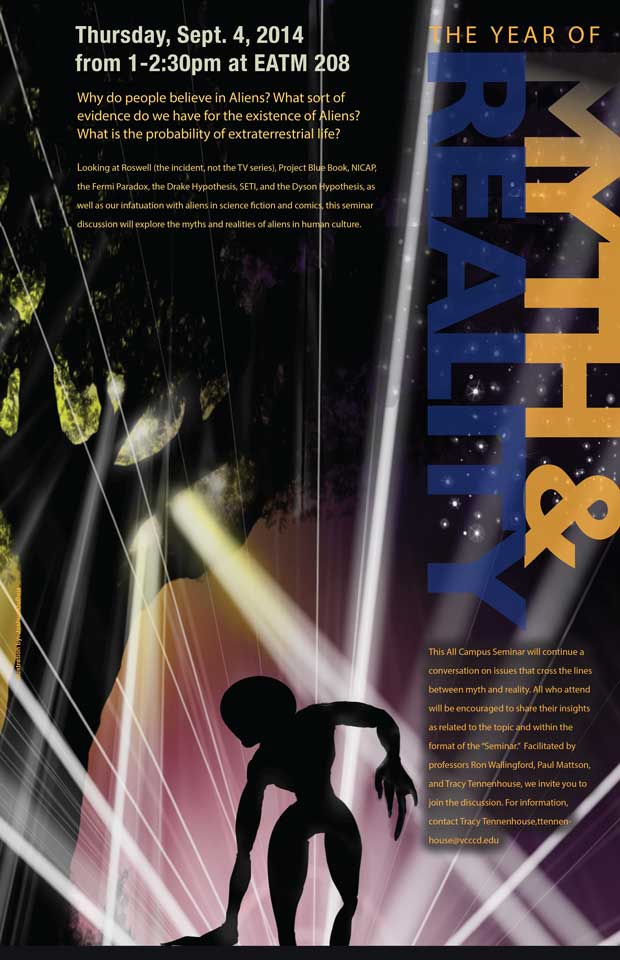 Thursday, Sept. 4, 2014
from 1-2:30pm at EATM 208
Why do people believe in Aliens? What sort of
evidence do we have for the existence of Aliens?
What is the probability of extraterrestrial life?
Looking at Roswell (the incident, not the TV series), Project Blue Book, NICAP,
the Fermi Paradox, the Drake Hypothesis, SETI, and the Dyson Hypothesis, as
well as our infatuation with aliens in science fiction and comics, this seminar
discussion will explore the myths and realities of aliens in human culture.
THE YEAR OF
MYTH &
REALITY
This All Campus Seminar will continue a
conversation on issues that cross the lines
between myth and reality. All who attend
will be encouraged to share their insights
as related to the topic and within the
format of the “Seminar.” Facilitated by
professors Ron Wallingford, Paul Mattson,
and Tracy Tennenhouse, we invite you to
join the discussion. For information,
contact Tracy Tennenhouse,ttennen-
house@vcccd.edu